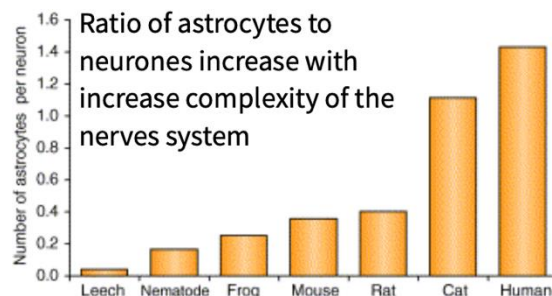 Ratio of astrocytes to
neurones increase with
increase complexity of the
nerves system
Number of astrocytes per neuron
1.6
1.4
1.2
1.0
0.8
0.6
0.4
0.2
0.0
Leech Nematode Frog Mouse Rat Cat Human